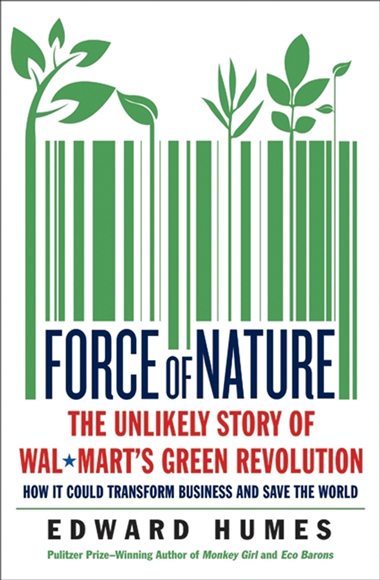 FORCE OF NATURE
THE UNLIKELY STORY OF
WAL★MART'S GREEN REVOLUTION
HOW IT COULD TRANSFORM BUSINESS AND SAVE THE WORLD
EDWARD HUMES
Pulitzer Prize–Winning Author of Monkey Girl and Eco Barons